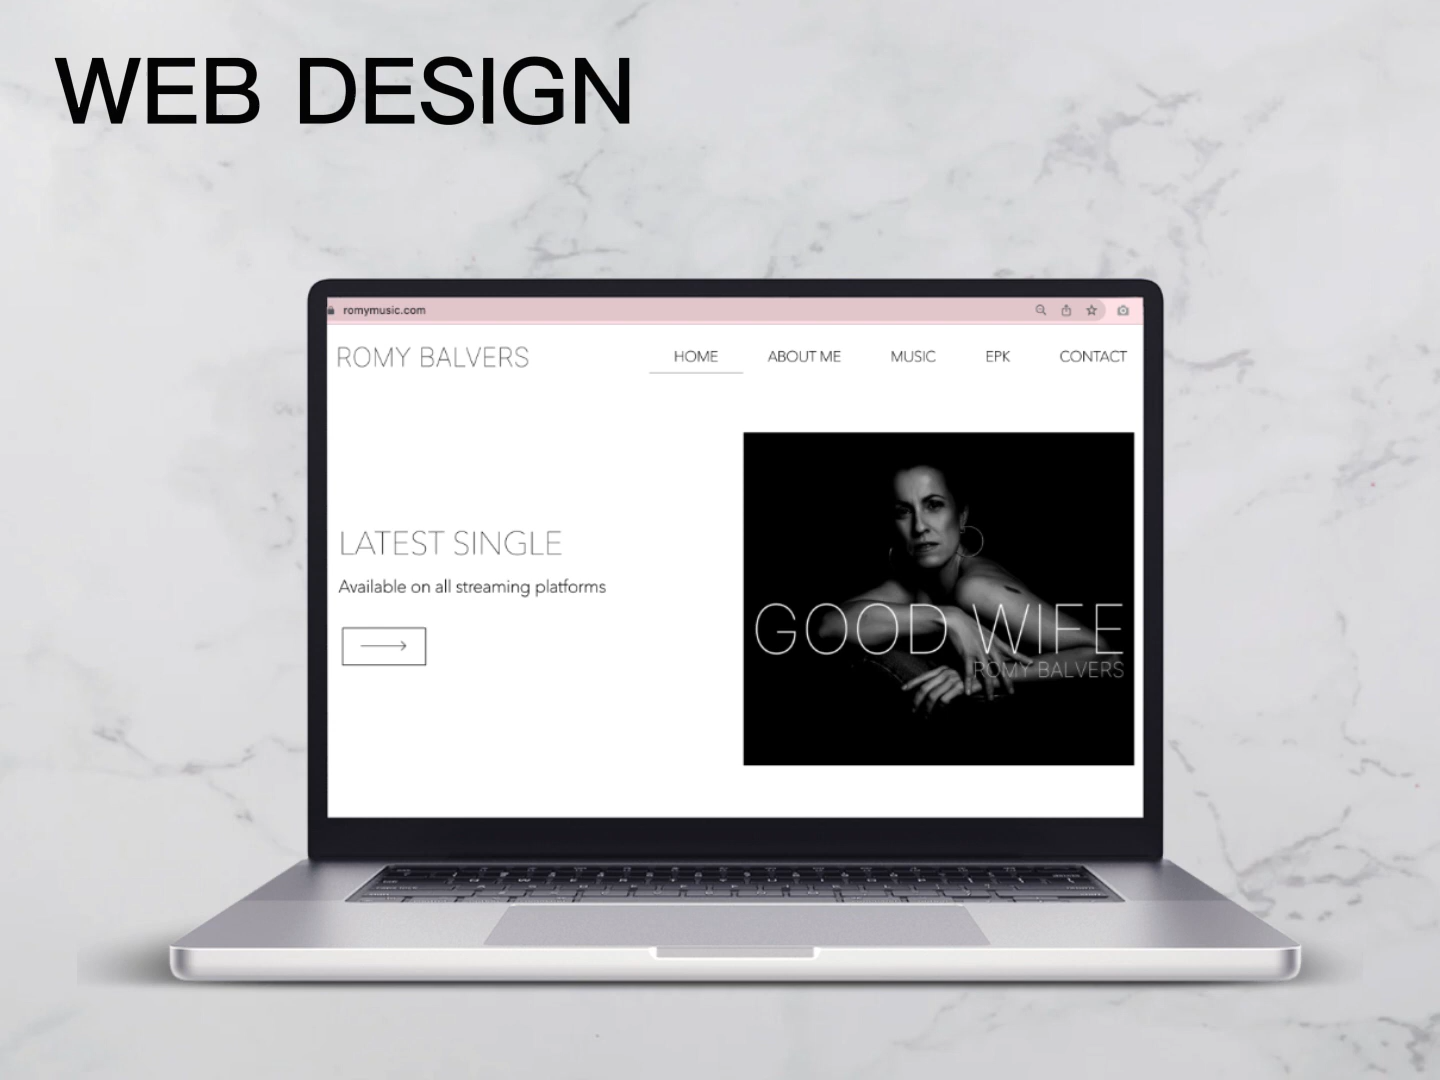 WEB DESIGN
romymusic.com
ROMY BALVERS
HOME
ABOUT ME
MUSIC
EPK
CONTACT
LATEST SINGLE
Available on all streaming platforms
GOOD WIFE
ROMY BALVERS